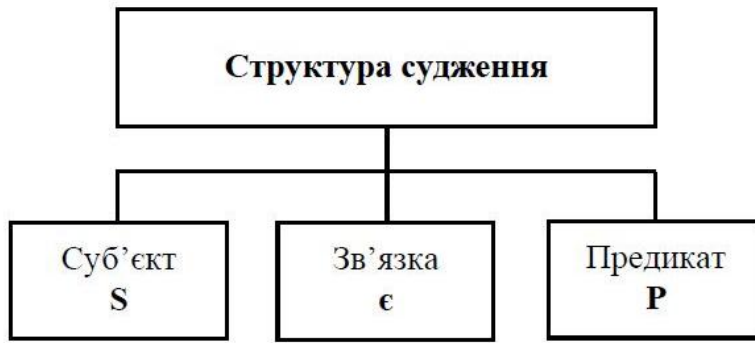 Структура судження
Суб’єкт
S
Зв’язка
є
Предикат
P